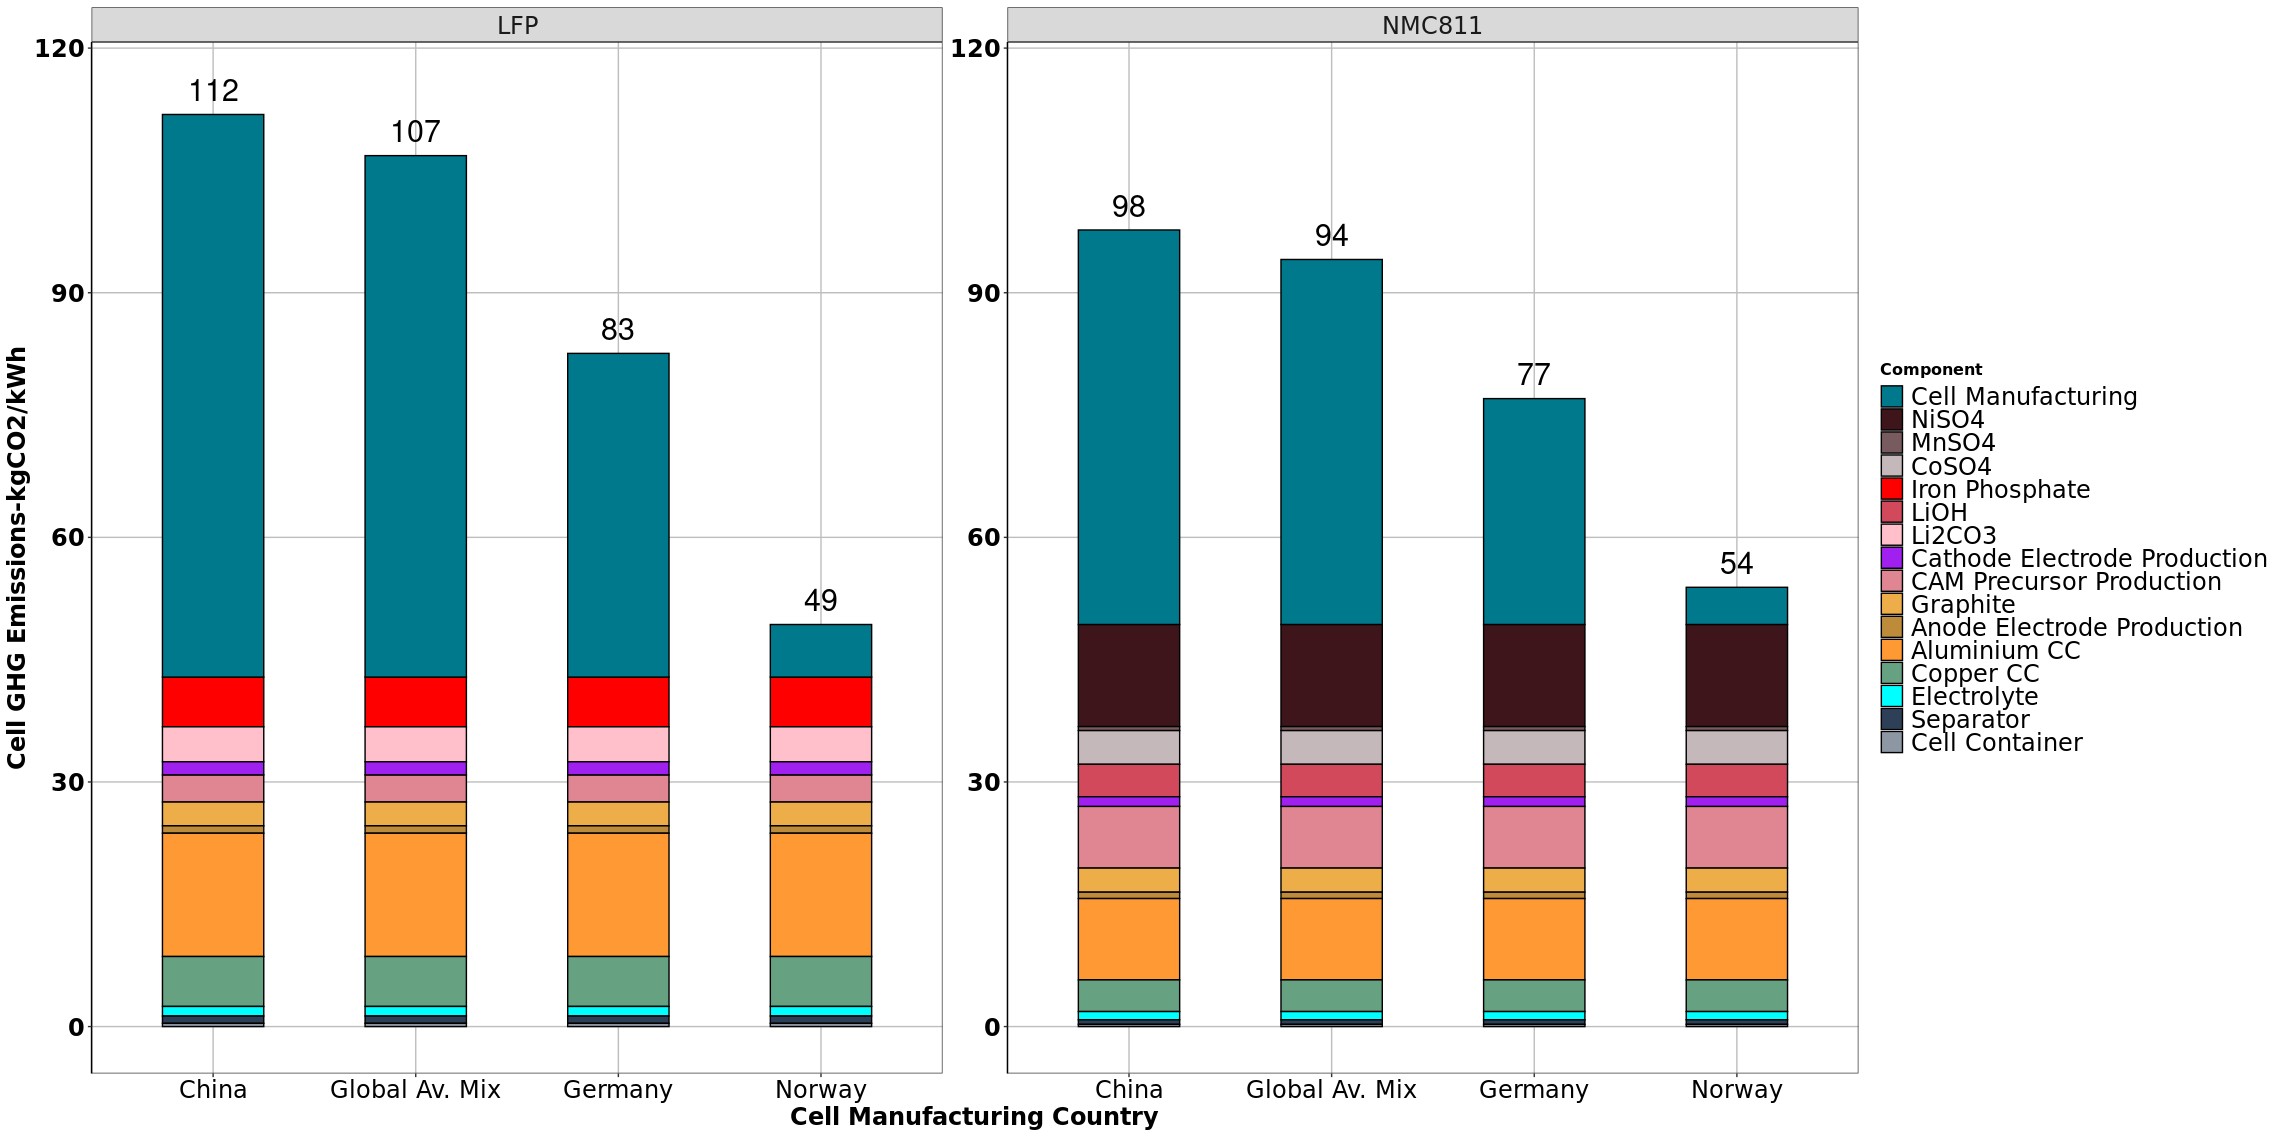 LFP
NMC811
120
90
60
30
0
120
90
60
30
0
112
107
83
49
98
94
77
54
Cell GHG Emissions-kgCO2/kWh
China
Global Av. Mix
Germany
Norway
China
Global Av. Mix
Germany
Norway
Cell Manufacturing Country
Component
Cell Manufacturing
NiSO4
MnSO4
CoSO4
Iron Phosphate
LiOH
Li2CO3
Cathode Electrode Production
CAM Precursor Production
Graphite
Anode Electrode Production
Aluminium CC
Copper CC
Electrolyte
Separator
Cell Container